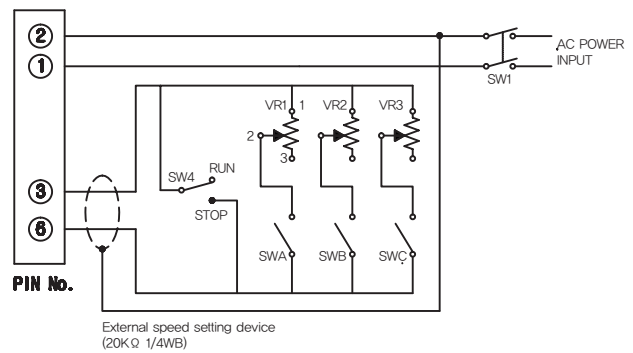 2
1
AC POWER
INPUT
SW1
VR1 1
VR2
VR3
2
3
SW4
RUN
STOP
3
6
SWA
SWB
SWC
PIN No.
External speed setting device
(20KΩ 1/4WB)